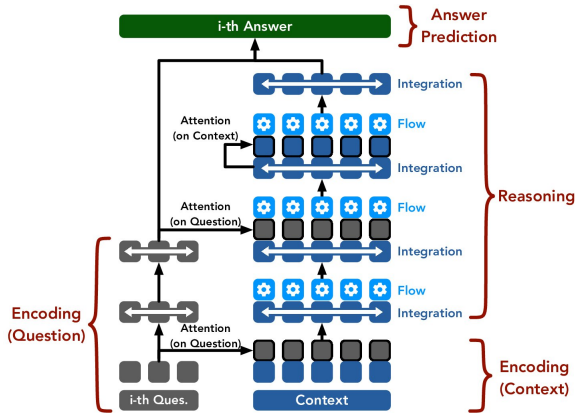 i-th Answer
Answer
Prediction
Integration
Attention
(on Context)
Flow
Integration
Reasoning
Attention
(on Question)
Flow
Integration
Encoding
(Question)
Flow
Integration
Attention
(on Question)
Encoding
(Context)
i-th Ques.
Context